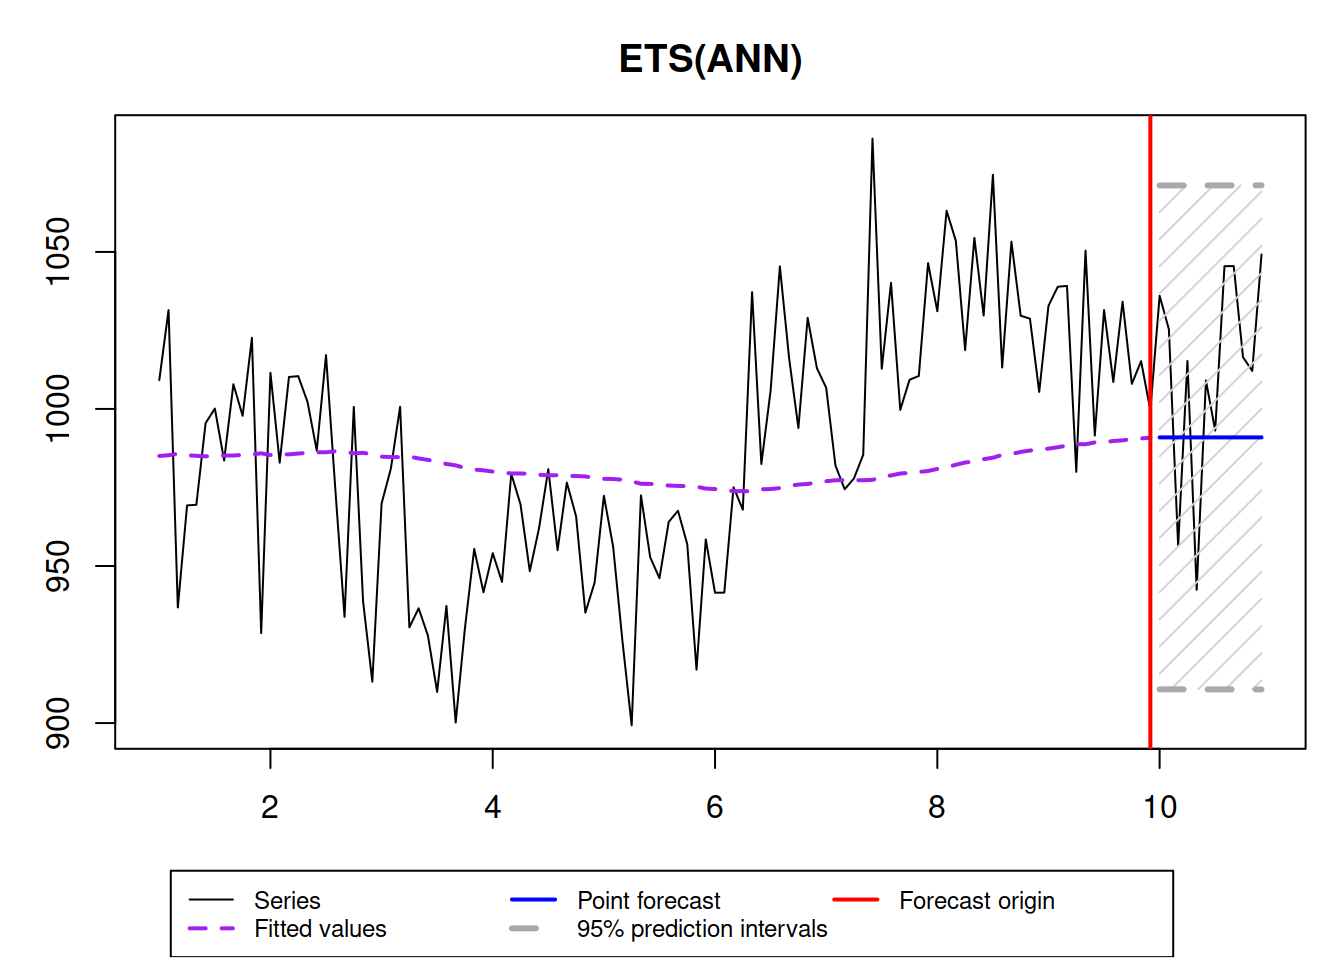 ETS(ANN)
1050
1000
950
900
2 4 6 8 10
Series Point forecast Forecast origin
Fitted values 95% prediction intervals